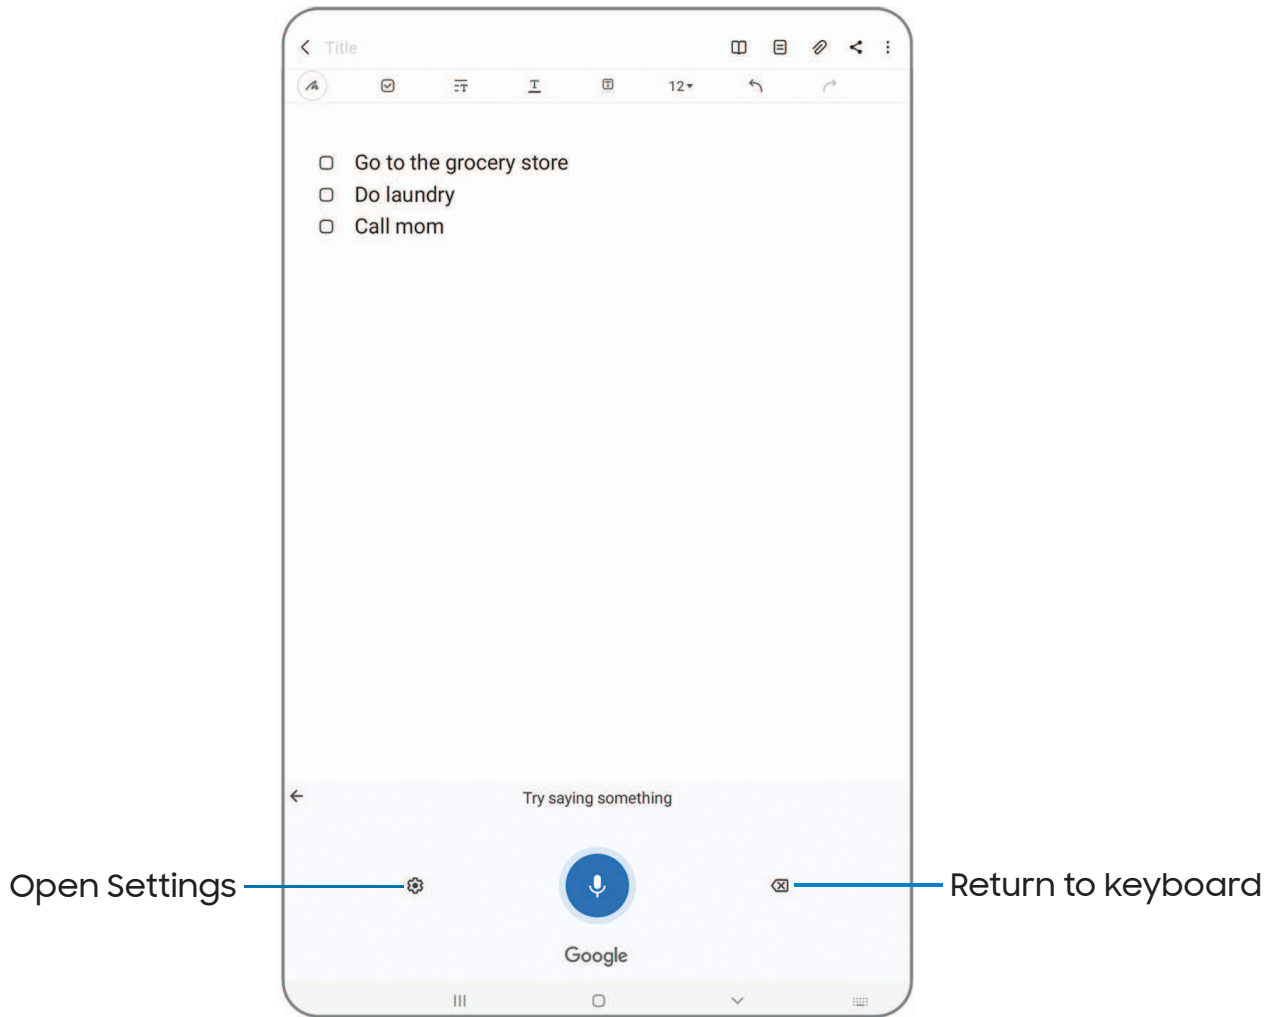 Title
12
Go to the grocery store
Do laundry
Call mom
Try saying something
Open Settings
Return to keyboard
Google